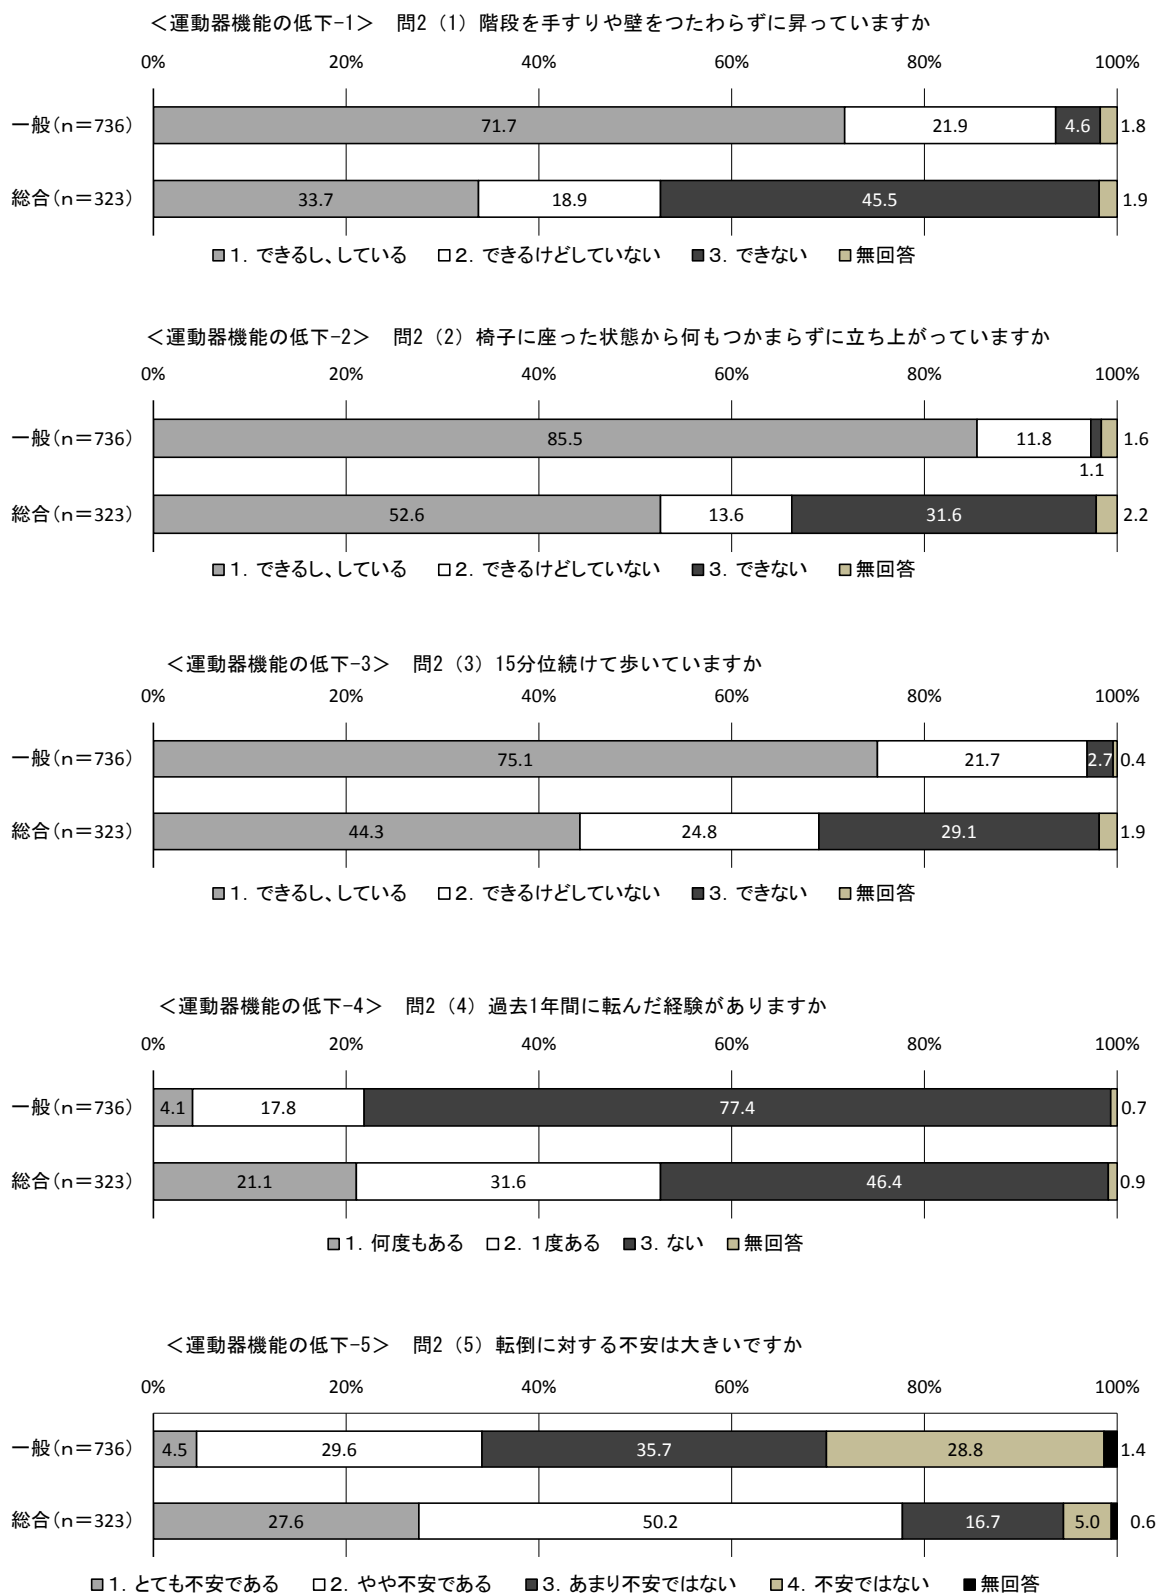 ＜運動器機能の低下-1＞　問2（1）階段を手すりや壁をつたわらずに昇っていますか
0% 20% 40% 60% 80% 100%
一般(n=736) 71.7 21.9 4.6 1.8
総合(n=323) 33.7 18.9 45.5 1.9
1．できるし、している 2．できるけどしていない 3．できない 無回答
＜運動器機能の低下-2＞　問2（2）椅子に座った状態から何もつかまらずに立ち上がっていますか
0% 20% 40% 60% 80% 100%
一般(n=736) 85.5 11.8 1.6
1.1
総合(n=323) 52.6 13.6 31.6 2.2
1．できるし、している 2．できるけどしていない 3．できない 無回答
＜運動器機能の低下-3＞　問2（3）15分位続けて歩いていますか
0% 20% 40% 60% 80% 100%
一般(n=736) 75.1 21.7 2.7 0.4
総合(n=323) 44.3 24.8 29.1 1.9
1．できるし、している 2．できるけどしていない 3．できない 無回答
＜運動器機能の低下-4＞　問2（4）過去1年間に転んだ経験がありますか
0% 20% 40% 60% 80% 100%
一般(n=736) 4.1 17.8 77.4 0.7
総合(n=323) 21.1 31.6 46.4 0.9
1．何度もある 2．1度ある 3．ない 無回答
＜運動器機能の低下-5＞　問2（5）転倒に対する不安は大きいですか
0% 20% 40% 60% 80% 100%
一般(n=736) 4.5 29.6 35.7 28.8 1.4
総合(n=323) 27.6 50.2 16.7 5.0 0.6
1．とても不安である 2．やや不安である 3．あまり不安ではない 4．不安ではない 無回答